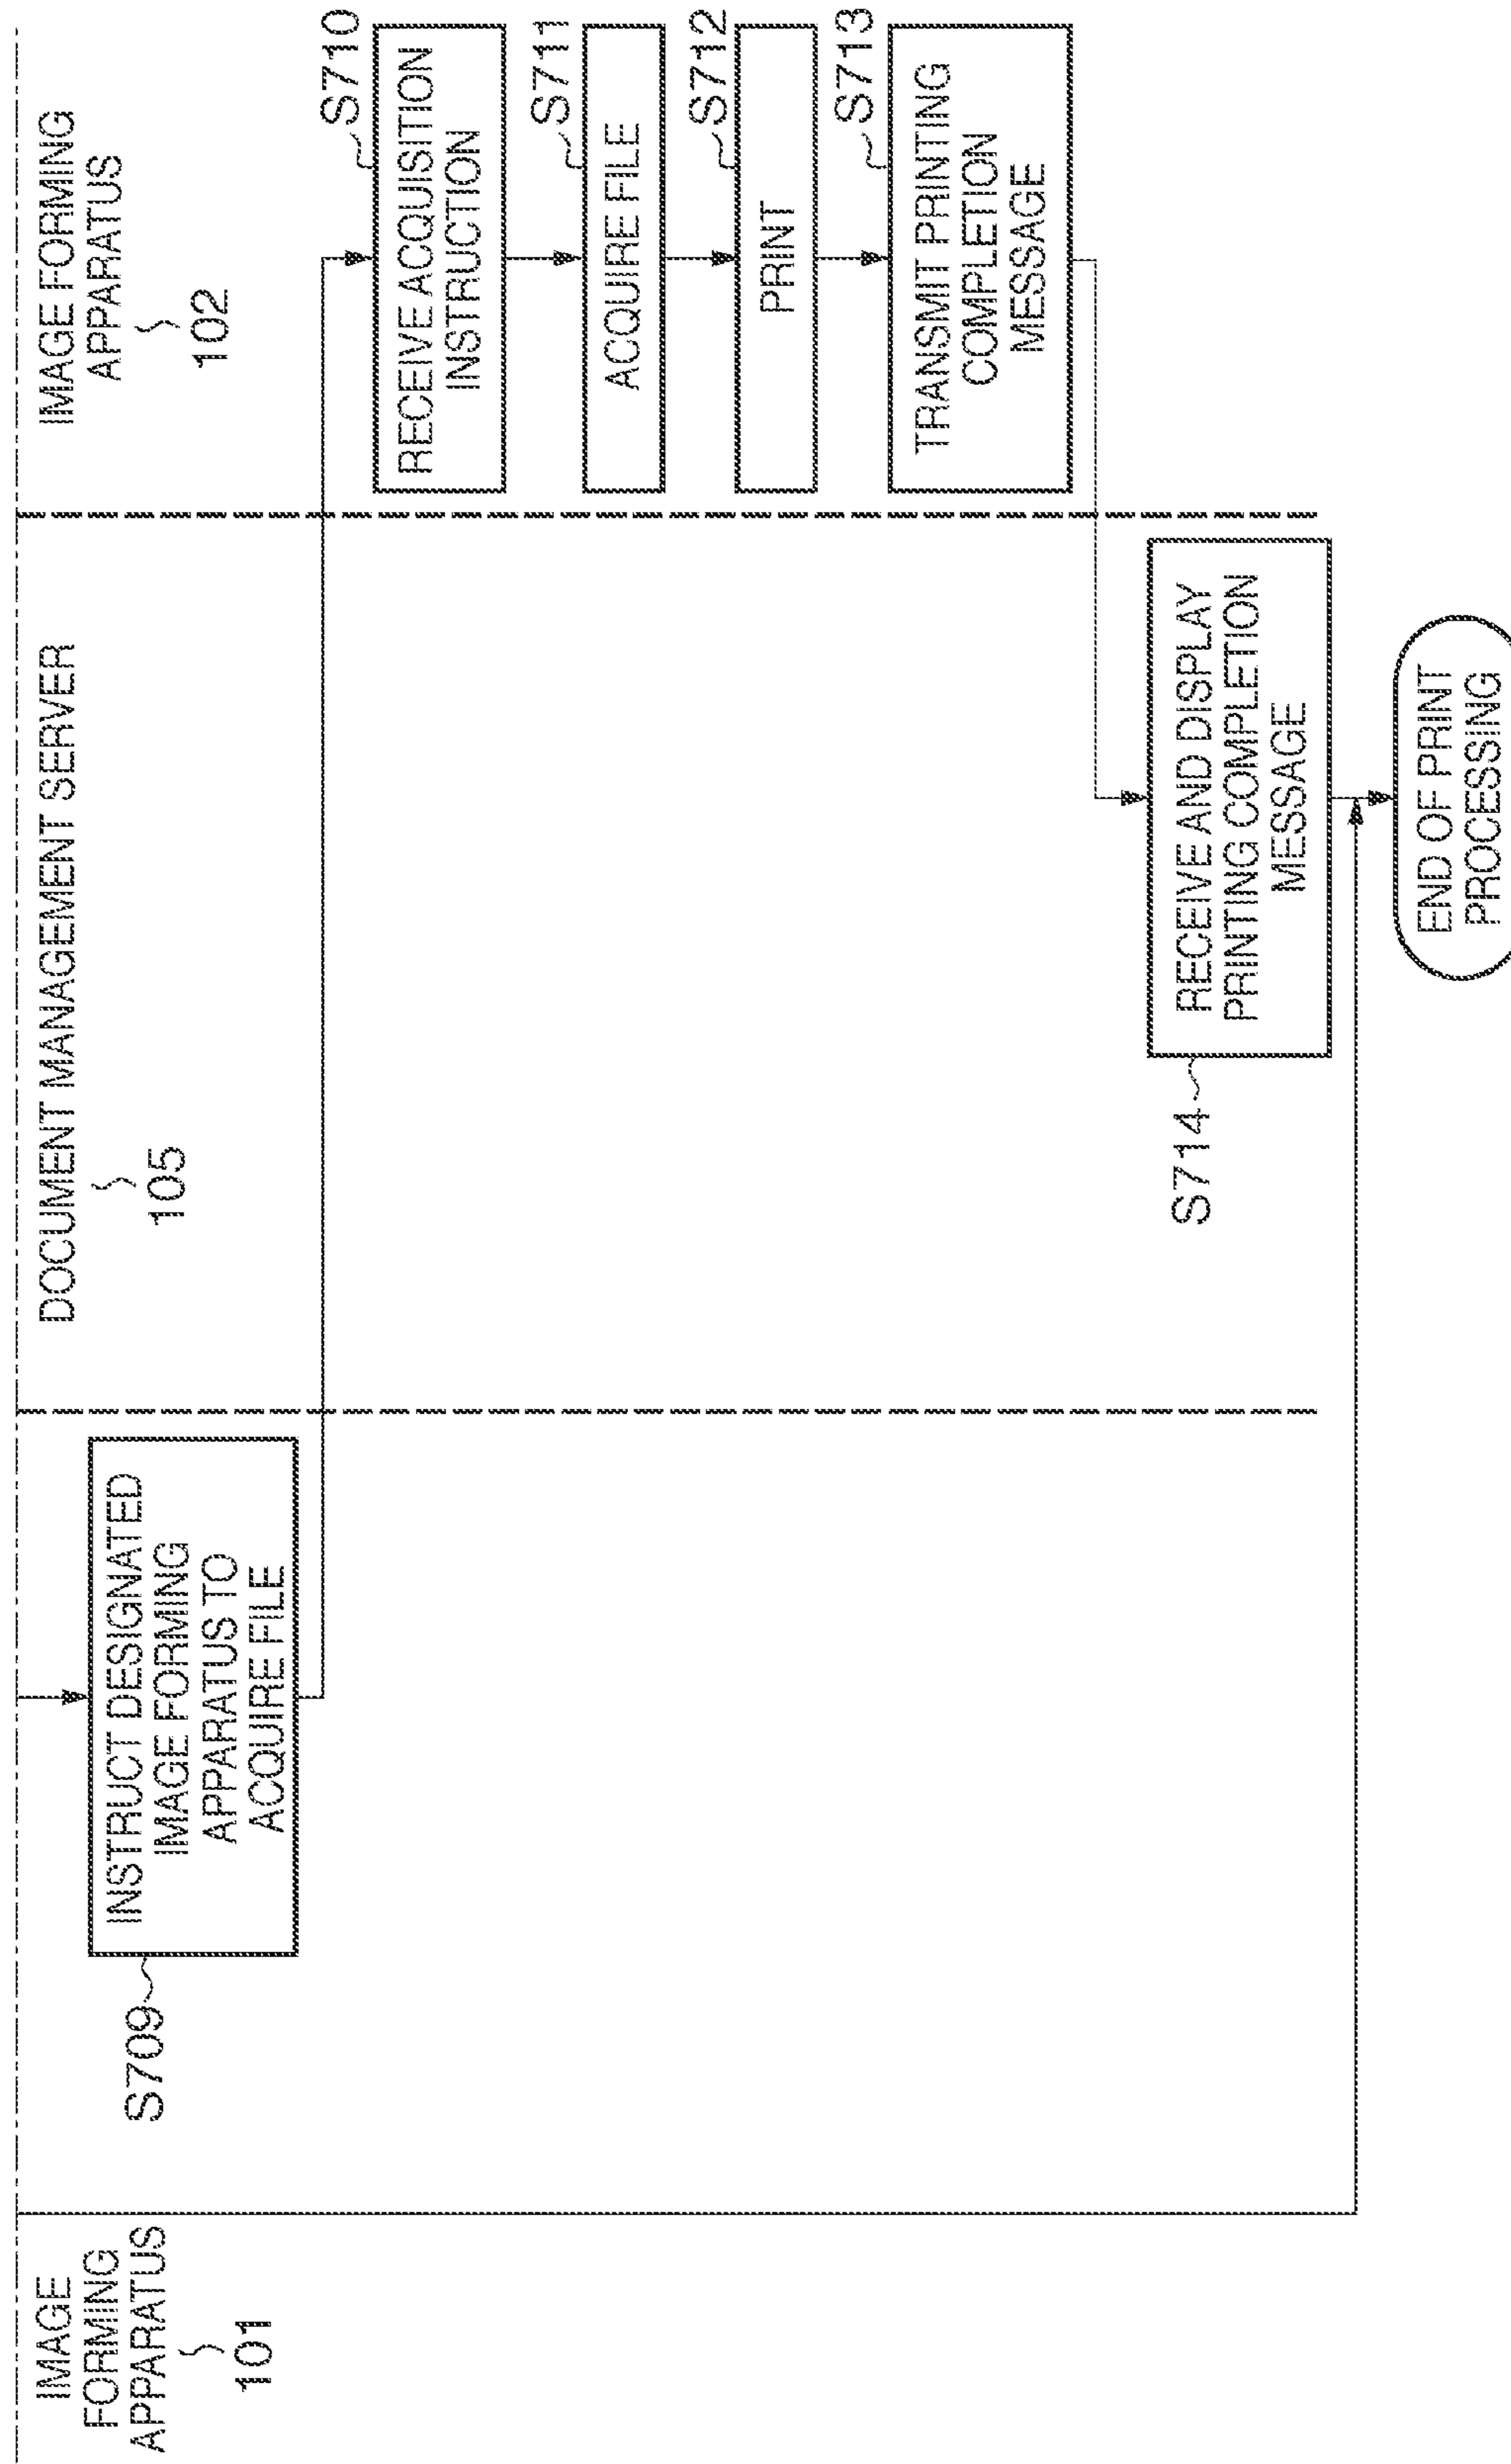 IMAGE
FORMING
APPARATUS
101
DOCUMENT MANAGEMENT SERVER
105
IMAGE FORMING
APPARATUS
102
S709
INSTRUCT DESIGNATED
IMAGE FORMING
APPARATUS TO
ACQUIRE FILE
S710
RECEIVE ACQUISITION
INSTRUCTION
S711
ACQUIRE FILE
S712
PRINT
S713
TRANSMIT PRINTING
COMPLETION
MESSAGE
S714
RECEIVE AND DISPLAY
PRINTING COMPLETION
MESSAGE
END OF PRINT
PROCESSING